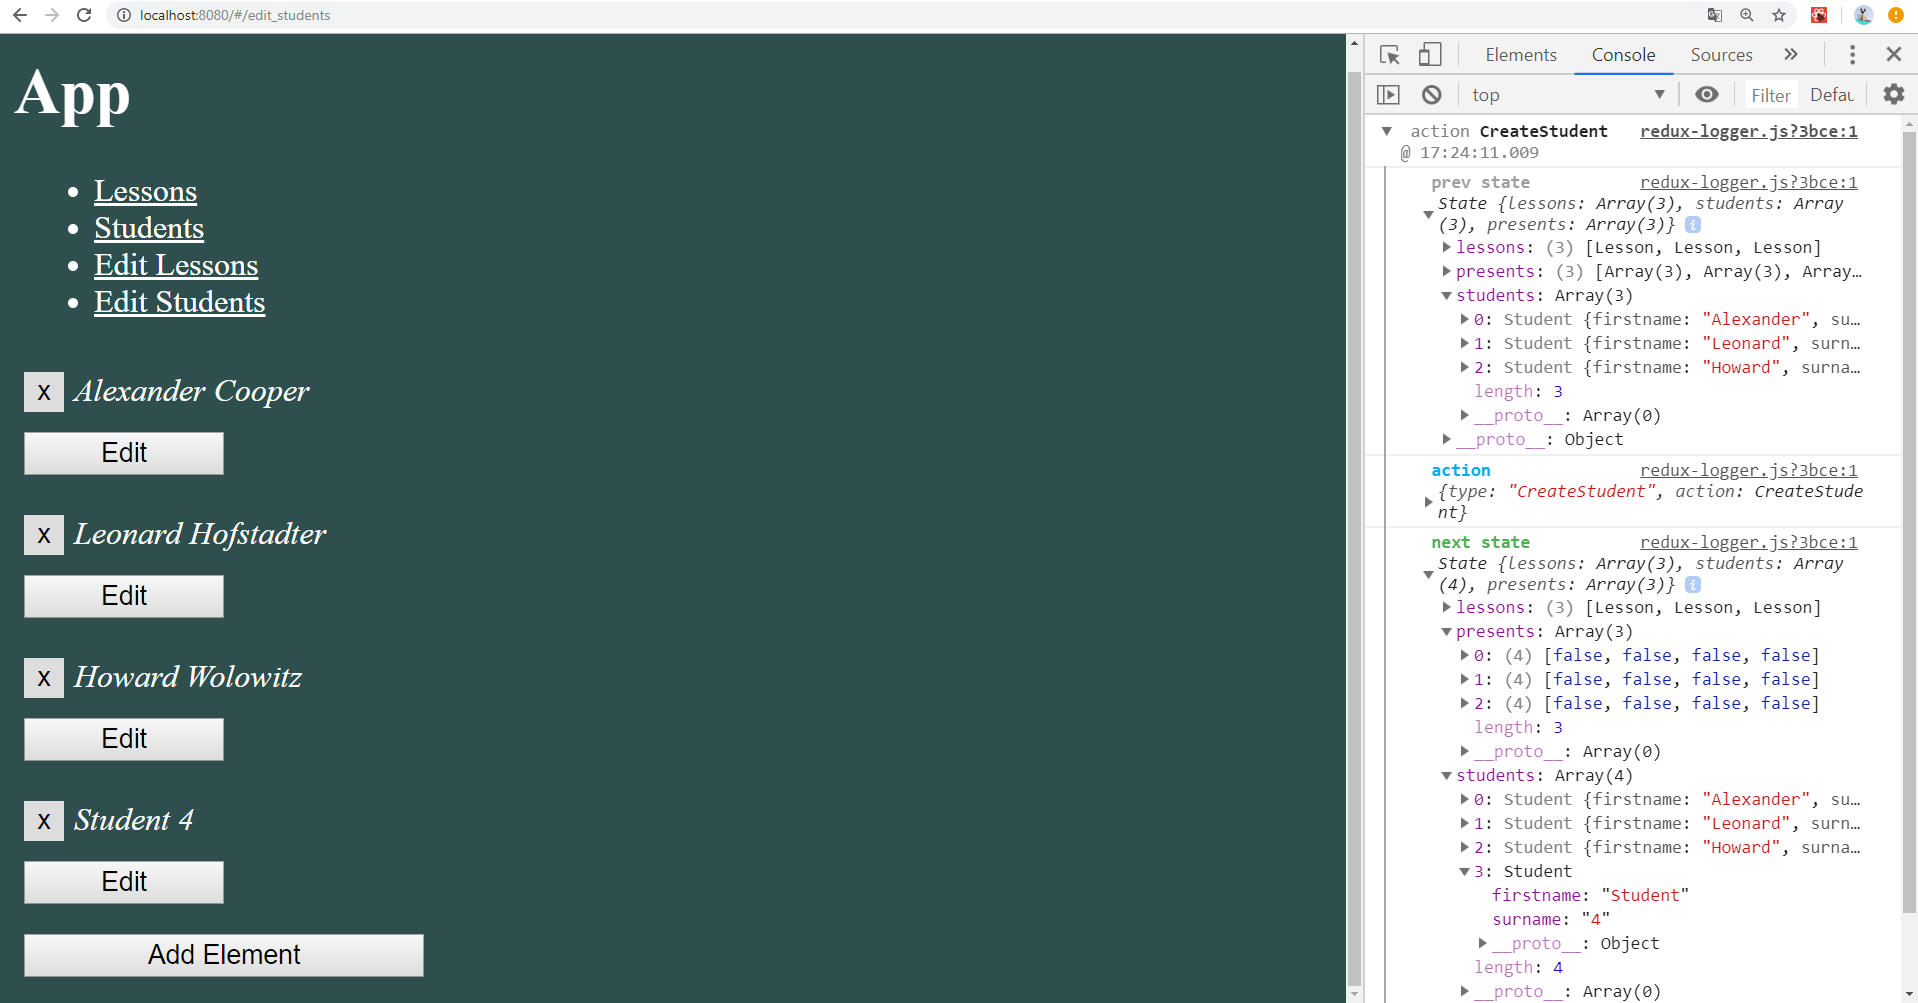 localhost:8080/#/edit_students
App
Lessons
Students
Edit Lessons
Edit Students
x Alexander Cooper
Edit
x Leonard Hofstadter
Edit
x Howard Wolowitz
Edit
x Student 4
Edit
Add Element
Elements Console Sources »
top Filter Defau
action CreateStudent redux-logger.js?3bce:1
@ 17:24:11.009
prev state redux-logger.js?3bce:1
State {lessons: Array(3), students: Array
(3), presents: Array(3)} i
lessons: (3) [Lesson, Lesson, Lesson]
presents: (3) [Array(3), Array(3), Array…
students: Array(3)
0: Student {firstname: "Alexander", su…
1: Student {firstname: "Leonard", surn…
2: Student {firstname: "Howard", surna…
length: 3
__proto__: Array(0)
__proto__: Object
action redux-logger.js?3bce:1
{type: "CreateStudent", action: CreateStude
nt}
next state redux-logger.js?3bce:1
State {lessons: Array(3), students: Array
(4), presents: Array(3)} i
lessons: (3) [Lesson, Lesson, Lesson]
presents: Array(3)
0: (4) [false, false, false, false]
1: (4) [false, false, false, false]
2: (4) [false, false, false, false]
length: 3
__proto__: Array(0)
students: Array(4)
0: Student {firstname: "Alexander", su…
1: Student {firstname: "Leonard", surn…
2: Student {firstname: "Howard", surna…
3: Student
firstname: "Student"
surname: "4"
__proto__: Object
length: 4
__proto__: Array(0)